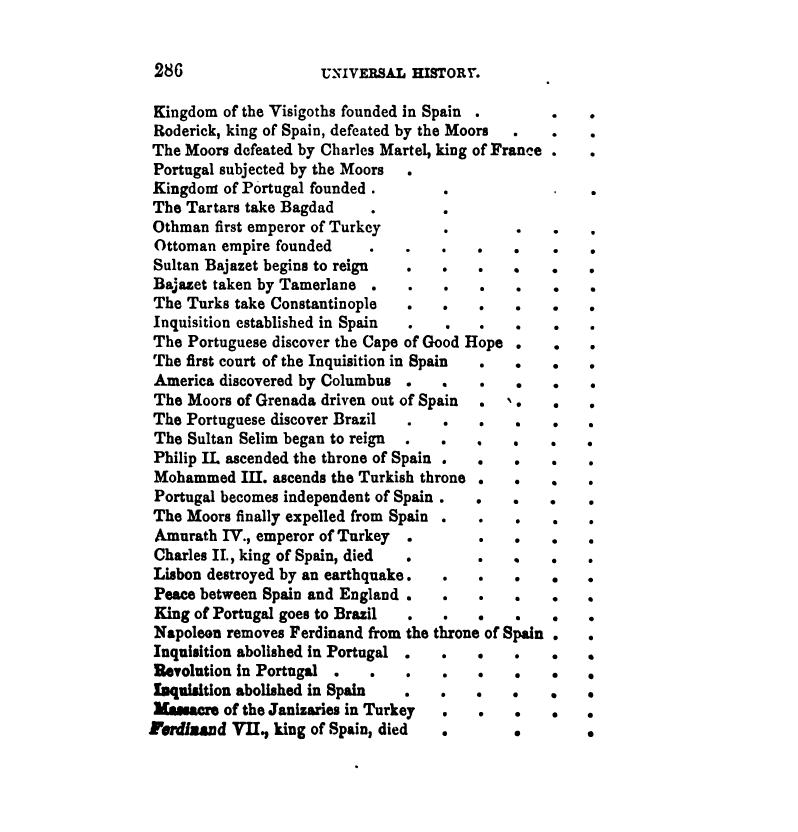 286 UNIVERSAL HISTORY.
Kingdom of the Visigoths founded in Spain . . .
Roderick, king of Spain, defeated by the Moors . . .
The Moors defeated by Charles Martel, king of France . .
Portugal subjected by the Moors .
Kingdom of Portugal founded . . . .
The Tartars take Bagdad . .
Othman first emperor of Turkey . . . .
Ottoman empire founded . . . . . . .
Sultan Bajazet begins to reign . . . . . .
Bajazet taken by Tamerlane . . . . . . .
The Turks take Constantinople . . . . . .
Inquisition established in Spain . . . . . .
The Portuguese discover the Cape of Good Hope . . .
The first court of the Inquisition in Spain . . . .
America discovered by Columbus . . . . . .
The Moors of Grenada driven out of Spain . . . .
The Portuguese discover Brazil . . . . . .
The Sultan Selim began to reign . . . . . .
Philip II. ascended the throne of Spain . . . . .
Mohammed III. ascends the Turkish throne . . . .
Portugal becomes independent of Spain . . . . .
The Moors finally expelled from Spain . . . . .
Amurath IV., emperor of Turkey . . . . .
Charles II., king of Spain, died . . . .
Lisbon destroyed by an earthquake . . . . . .
Peace between Spain and England . . . . . .
King of Portugal goes to Brazil . . . . . .
Napoleon removes Ferdinand from the throne of Spain . .
Inquisition abolished in Portugal . . . . . .
Revolution in Portugal . . . . . . . .
Inquisition abolished in Spain . . . . . .
Massacre of the Janizaries in Turkey . . . . .
Ferdinand VII., king of Spain, died . . .